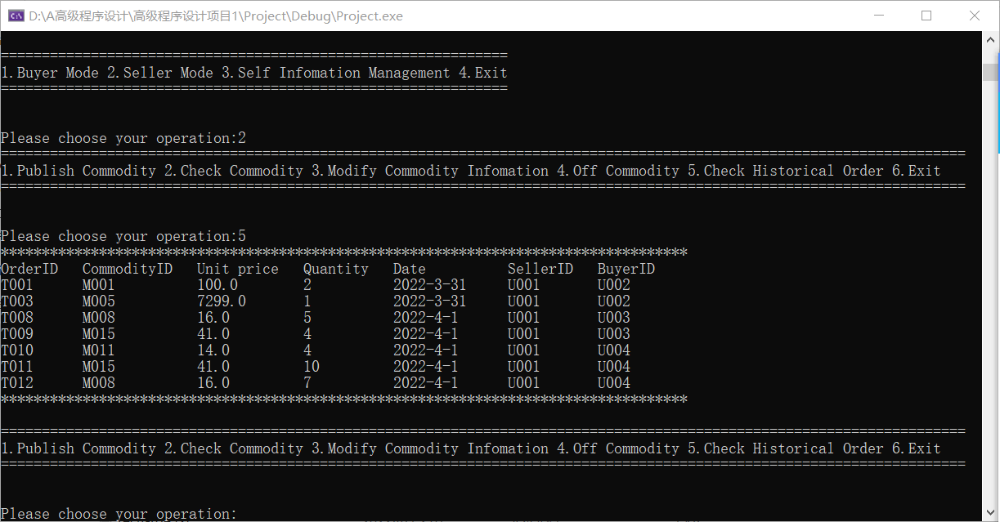 D:\A高级程序设计\高级程序设计项目1\Project\Debug\Project.exe
==============================================================
1.Buyer Mode 2.Seller Mode 3.Self Infomation Management 4.Exit
==============================================================
Please choose your operation:2
======================================================================================================================
1.Publish Commodity 2.Check Commodity 3.Modify Commodity Infomation 4.Off Commodity 5.Check Historical Order 6.Exit
======================================================================================================================
Please choose your operation:5
************************************************************************************
OrderID   CommodityID   Unit price   Quantity   Date          SellerID   BuyerID
T001      M001          100.0        2          2022-3-31     U001       U002
T003      M005          7299.0       1          2022-3-31     U001       U002
T008      M008          16.0         5          2022-4-1      U001       U003
T009      M015          41.0         4          2022-4-1      U001       U003
T010      M011          14.0         4          2022-4-1      U001       U004
T011      M015          41.0         10         2022-4-1      U001       U004
T012      M008          16.0         7          2022-4-1      U001       U004
************************************************************************************
======================================================================================================================
1.Publish Commodity 2.Check Commodity 3.Modify Commodity Infomation 4.Off Commodity 5.Check Historical Order 6.Exit
======================================================================================================================
Please choose your operation: